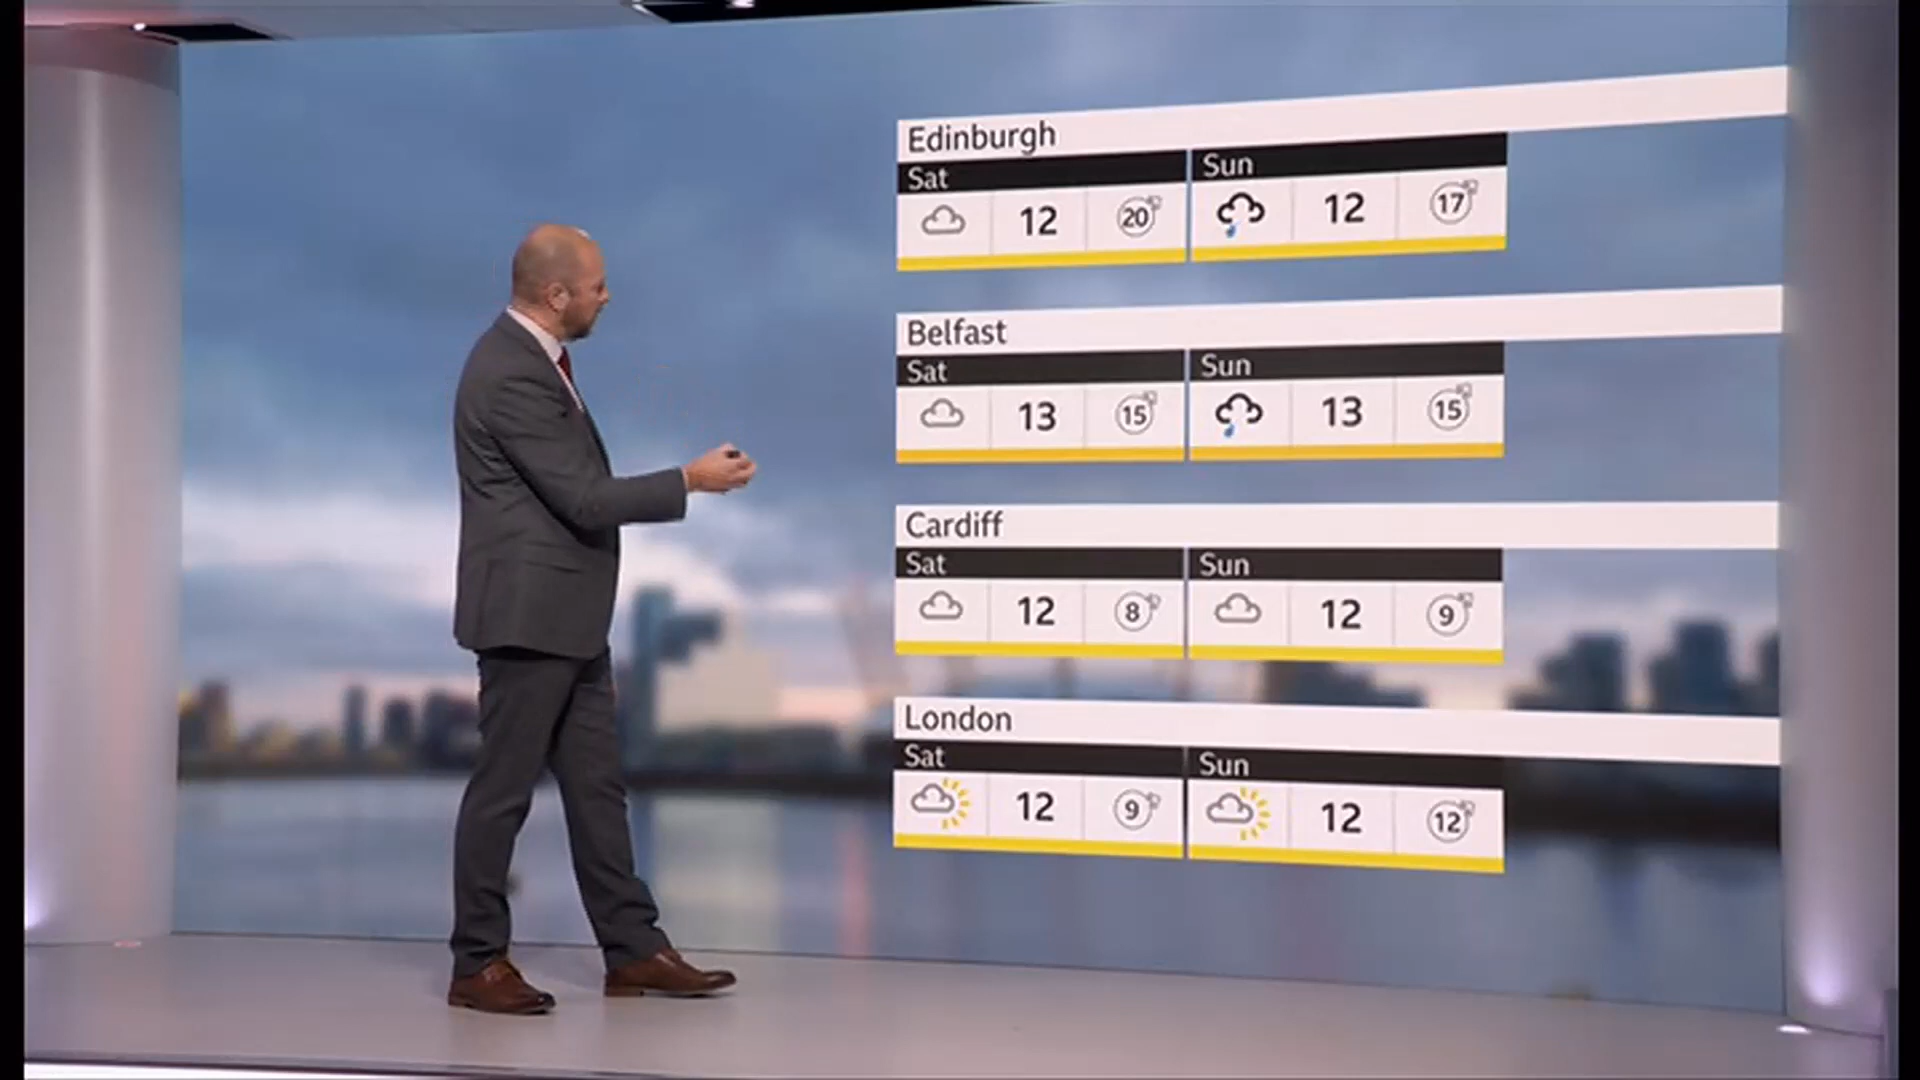 Edinburgh
Sat Sun
12 20 12 17
Belfast
Sat Sun
13 15 13 15
Cardiff
Sat Sun
12 8 12 9
London
Sat Sun
12 9 12 12